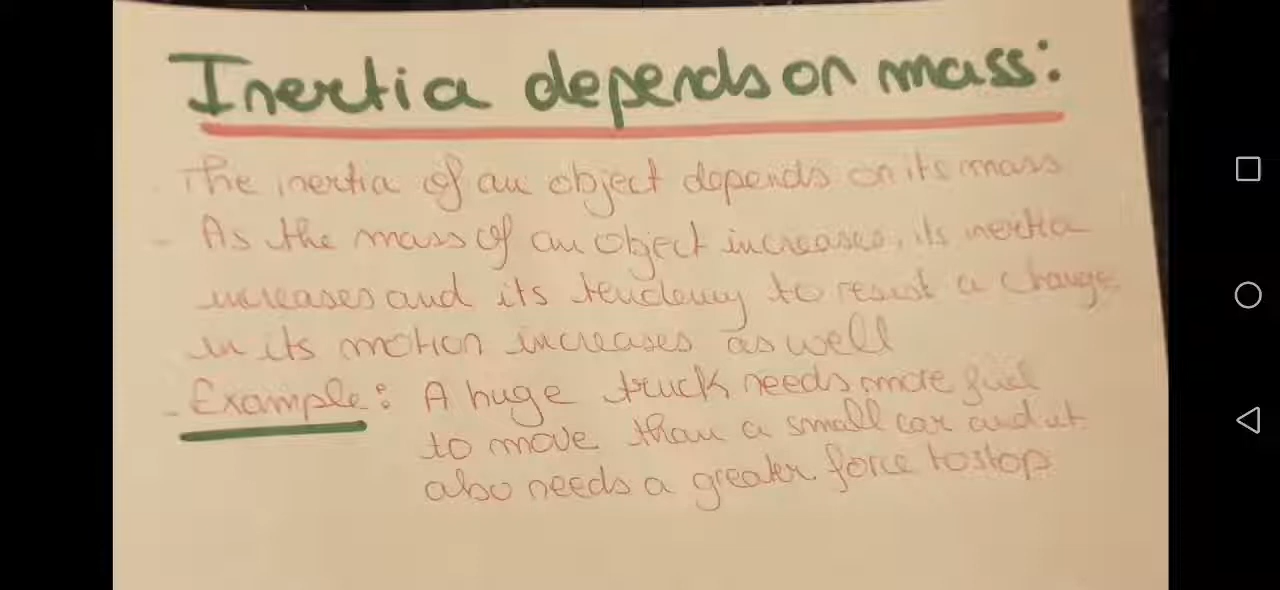 Inertia depends on mass:
The inertia of an object depends on its mass
- As the mass of an object increases, its inertia
increases and its tendency to resist a change
in its motion increases as well
- Example: A huge truck needs more fuel
to move than a small car and it
also needs a greater force to stop